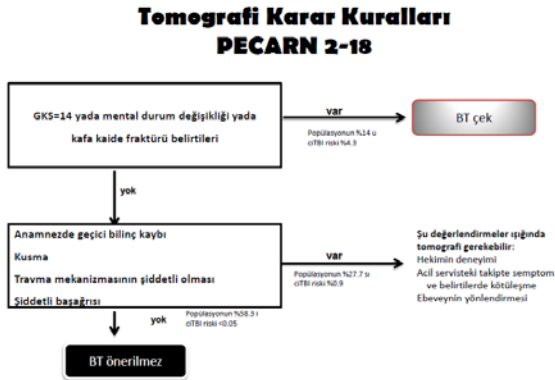 Tomografi Karar Kuralları
PECARN 2-18
GKS=14 yada mental durum değişikliği yada
kafa kaide fraktürü belirtileri
var
Popülasyonun %14 u
ciTBI riski %4.3
BT çek
yok
Anamnezde geçici bilinç kaybı
Kusma
Travma mekanizmasının şiddetli olması
Şiddetli başağrısı
var
Popülasyonun %27.7 sı
ciTBI riski %0.9
Şu değerlendirmeler ışığında
tomografi gerekebilir:
Hekimin deneyimi
Acil servisteki takipte semptom
ve belirtilerde kötüleşme
Ebeveynin yönlendirmesi
yok
Popülasyonun %58.3 ı
ciTBI riski <0.05
BT önerilmez